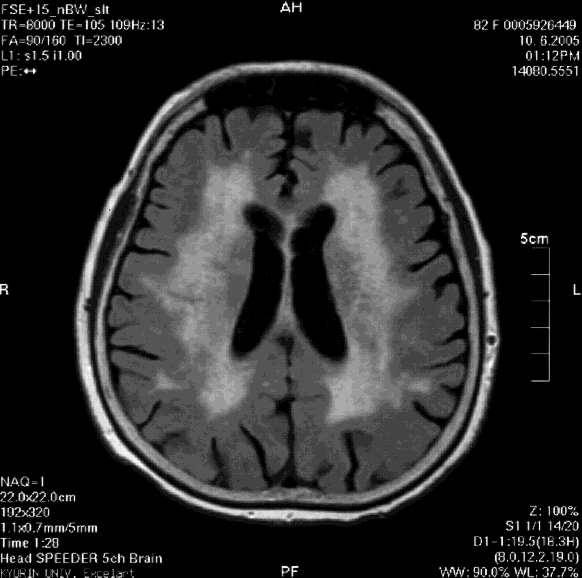 FSE+15_nBW_slt
TR=8000 TE=105 109Hz:13
FA=90/160 TI=2300
L1: s1.5 i1.00
PE:↔
AH
82 F 0005926449
10. 6.2005
01:12PM
14080.5551
5cm
R
L
NAQ=1
22.0x22.0cm
192x320
1.1x0.7mm/5mm
Time 1:28
Head SPEEDER 5ch Brain
KYORIN UNIV. Excelart
PF
Z: 100%
S1 1/1 14/20
D1-1:19.5(18.3H)
(8.0,12.2,19.0)
WW: 90.0% WL: 37.7%